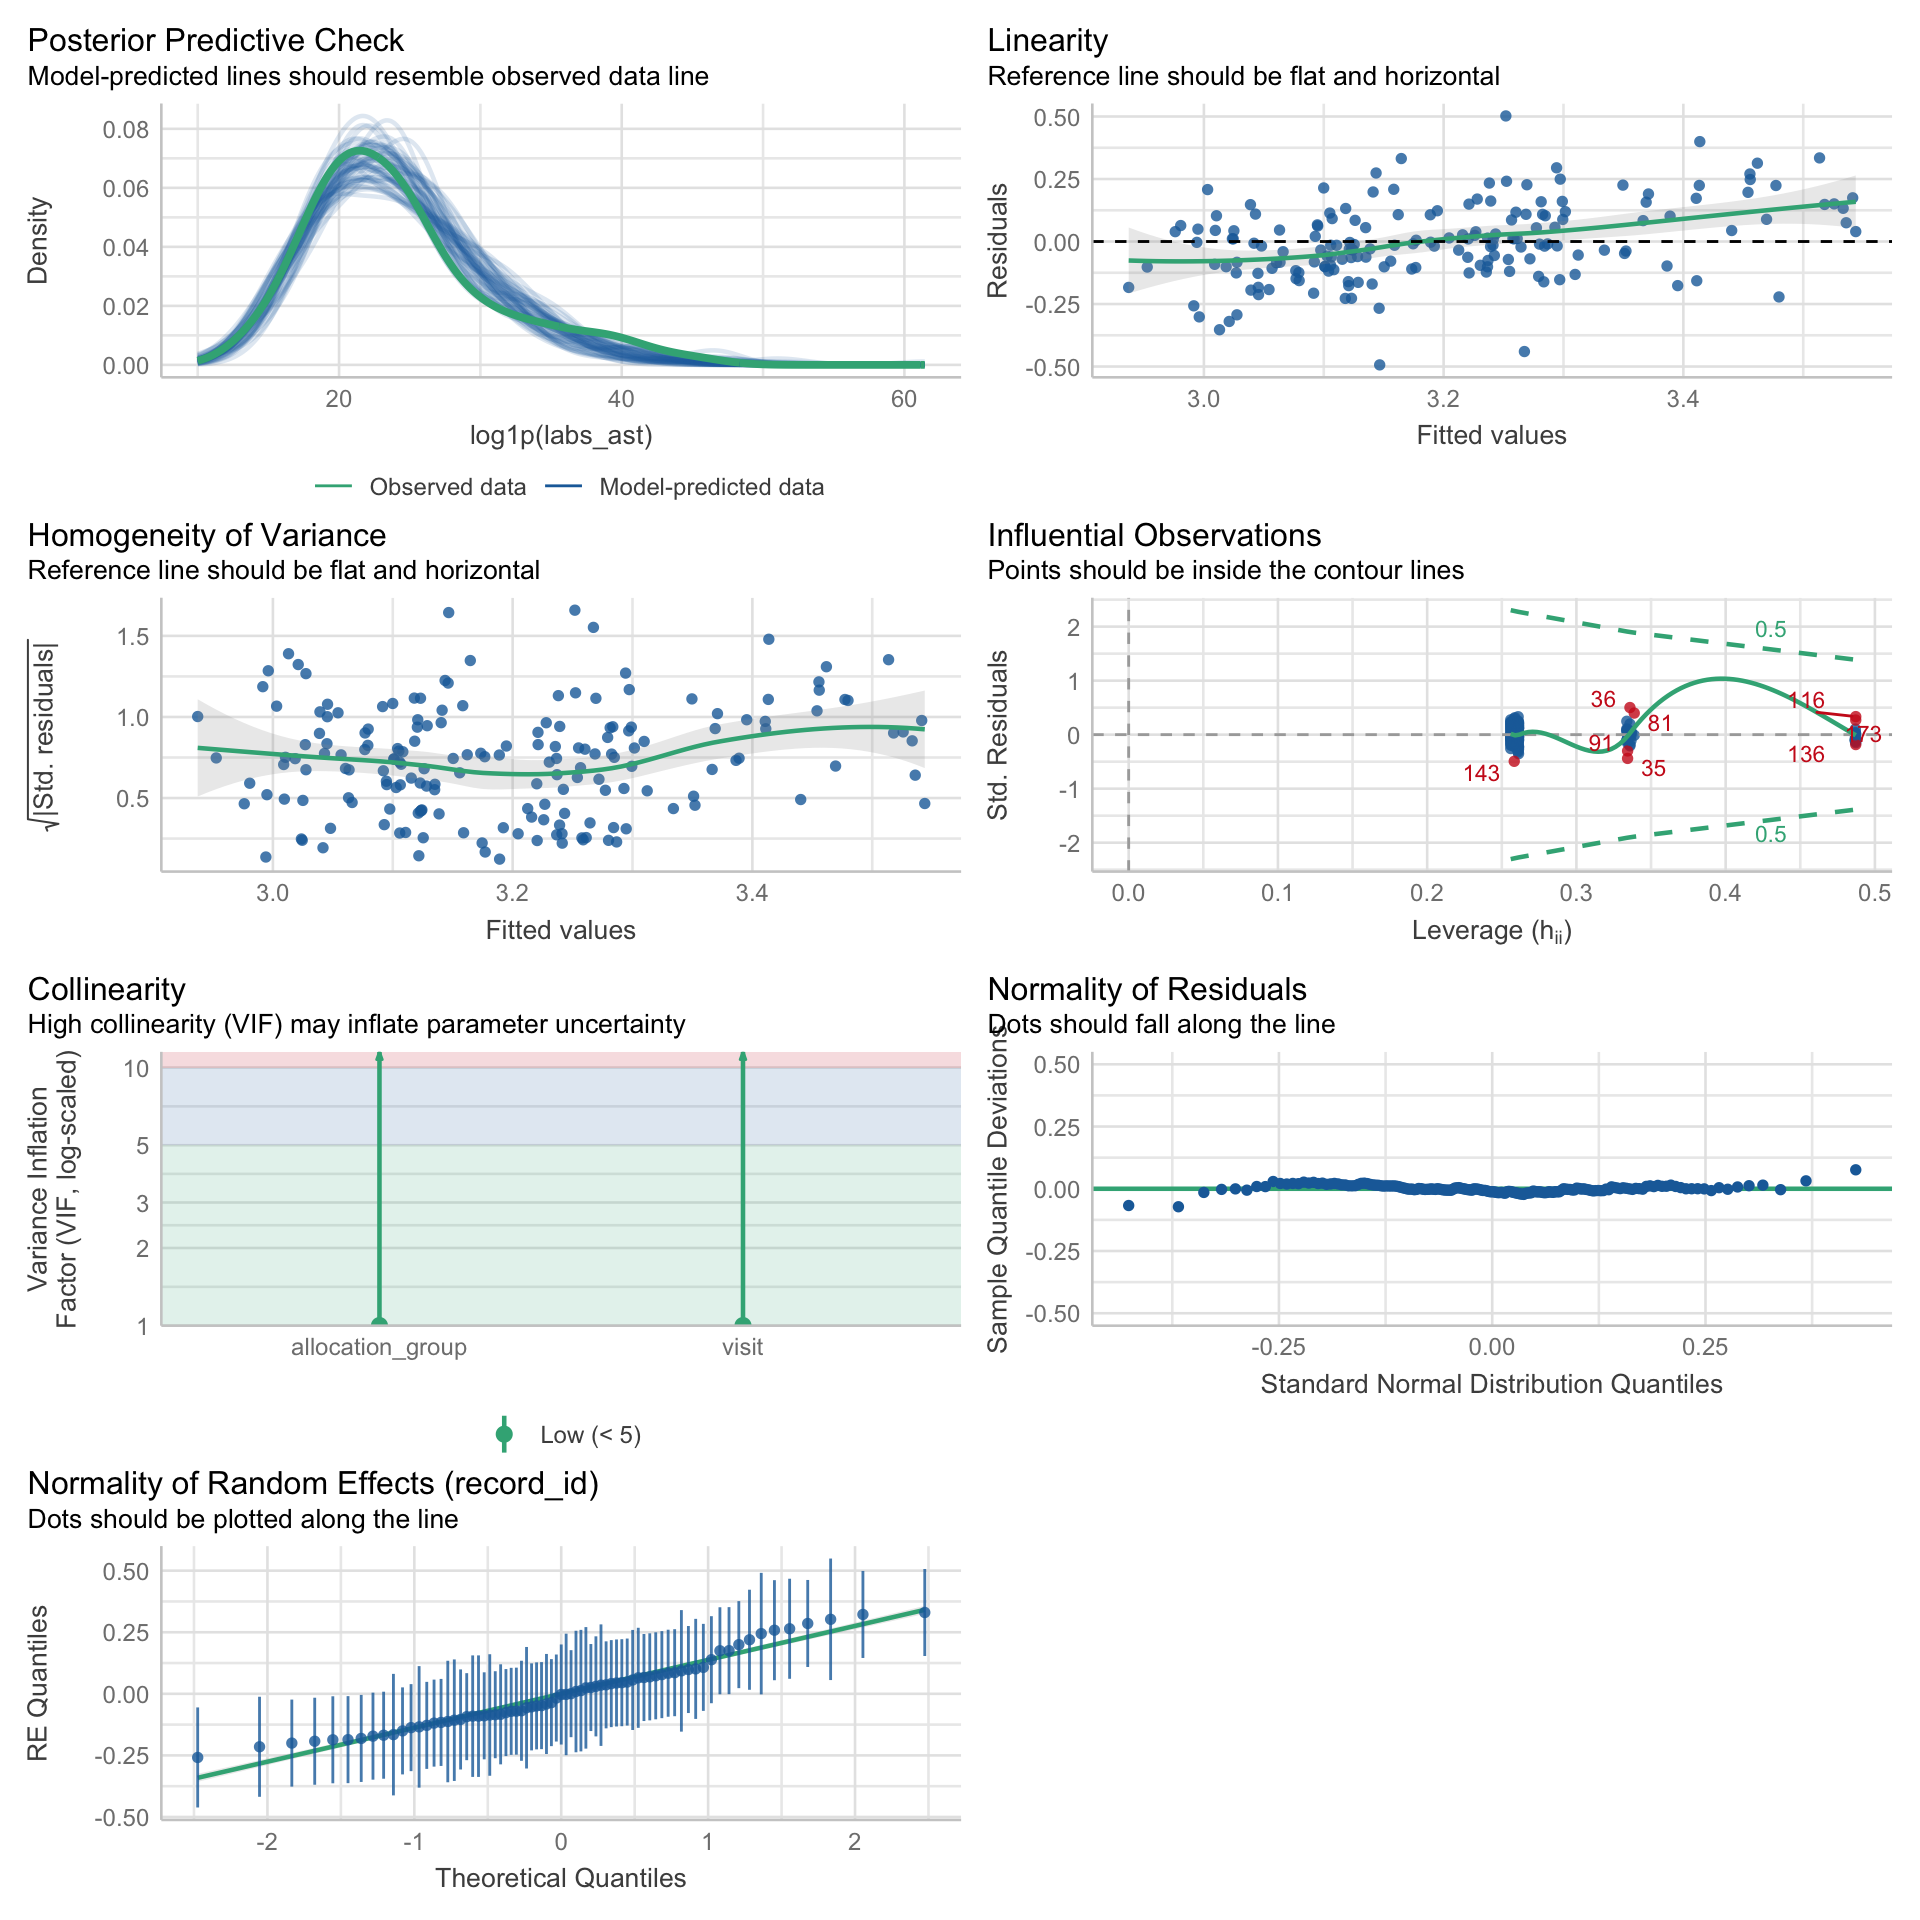 Posterior Predictive Check
Model-predicted lines should resemble observed data line
Density
0.08
0.06
0.04
0.02
0.00
20
40
60
log1p(labs_ast)
Observed data
Model-predicted data
Linearity
Reference line should be flat and horizontal
Residuals
0.50
0.25
0.00
-0.25
-0.50
3.0
3.2
3.4
Fitted values
Homogeneity of Variance
Reference line should be flat and horizontal
√|Std. residuals|
1.5
1.0
0.5
3.0
3.2
3.4
Fitted values
Influential Observations
Points should be inside the contour lines
Std. Residuals
2
1
0
-1
-2
0.5
36
116
81
91
173
143
35
136
0.5
0.0
0.1
0.2
0.3
0.4
0.5
Leverage (hii)
Collinearity
High collinearity (VIF) may inflate parameter uncertainty
Variance Inflation
Factor (VIF, log-scaled)
10
5
3
2
1
allocation_group
visit
Low (< 5)
Normality of Residuals
Dots should fall along the line
Sample Quantile Deviations
0.50
0.25
0.00
-0.25
-0.50
-0.25
0.00
0.25
Standard Normal Distribution Quantiles
Normality of Random Effects (record_id)
Dots should be plotted along the line
RE Quantiles
0.50
0.25
0.00
-0.25
-0.50
-2
-1
0
1
2
Theoretical Quantiles